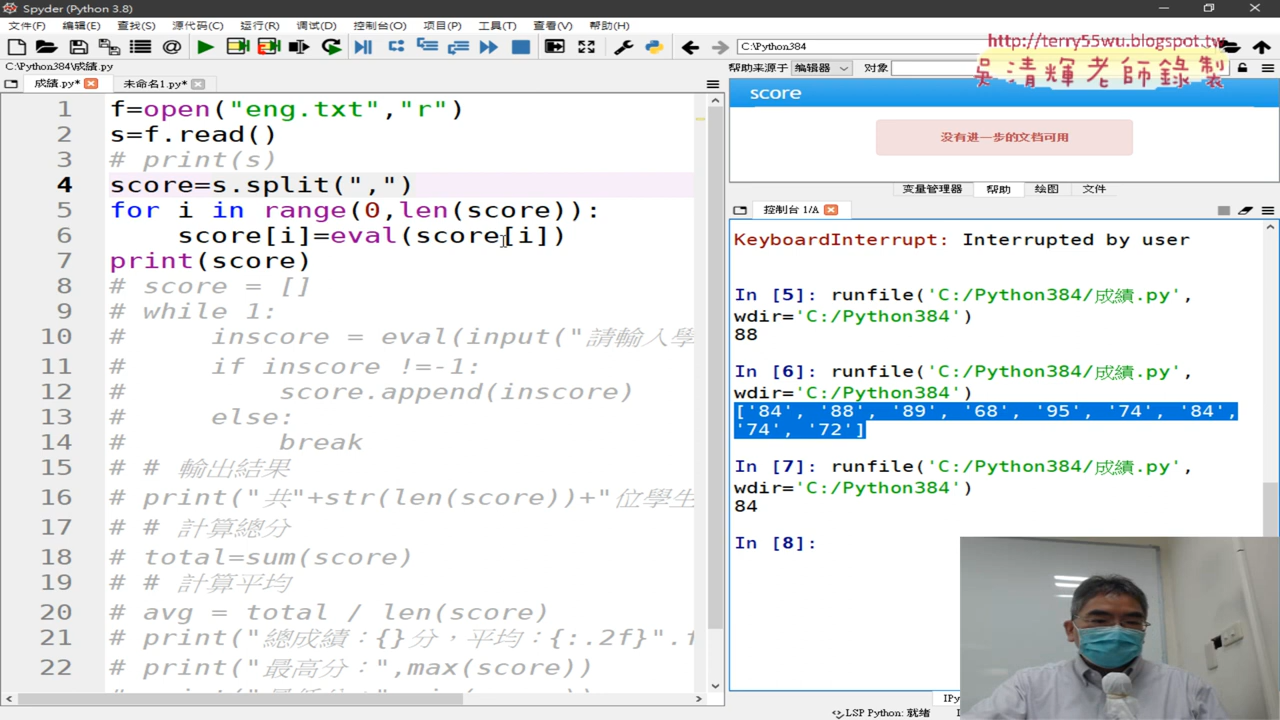 Spyder (Python 3.8)
文件(F) 编辑(E) 查找(S) 源代码(C) 运行(R) 调试(D) 控制台(O) 项目(P) 工具(T) 查看(V) 帮助(H)
C:\Python384
http://terry55wu.blogspot.tw
吳清輝老師錄製
C:\Python384\成績.py
成績.py* 未命名1.py*
1 f=open("eng.txt","r")
2 s=f.read()
3 # print(s)
4 score=s.split(",")
5 for i in range(0,len(score)):
6 score[i]=eval(score[i])
7 print(score)
8 # score = []
9 # while 1:
10 # inscore = eval(input("請輸入學
11 # if inscore !=-1:
12 # score.append(inscore)
13 # else:
14 # break
15 # # 輸出結果
16 # print("共"+str(len(score))+"位學生
17 # # 計算總分
18 # total=sum(score)
19 # # 計算平均
20 # avg = total / len(score)
21 # print("總成績：{}分，平均：{:.2f}".f
22 # print("最高分：",max(score))
帮助来源于 编辑器 对象
score
没有进一步的文档可用
变量管理器 帮助 绘图 文件
控制台 1/A
KeyboardInterrupt: Interrupted by user
In [5]: runfile('C:/Python384/成績.py',
wdir='C:/Python384')
88
In [6]: runfile('C:/Python384/成績.py',
wdir='C:/Python384')
['84', '88', '89', '68', '95', '74', '84',
'74', '72']
In [7]: runfile('C:/Python384/成績.py',
wdir='C:/Python384')
84
In [8]:
LSP Python: 就绪